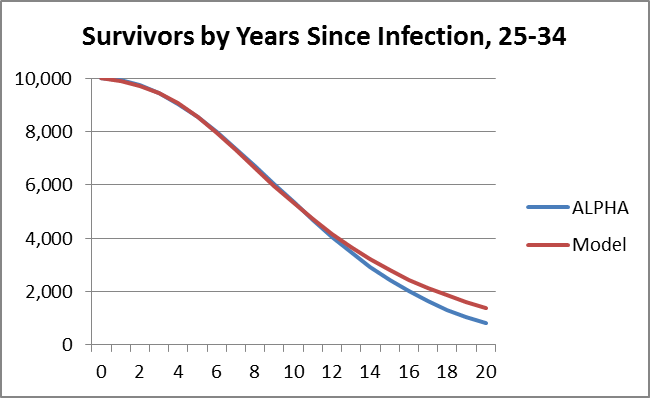 Survivors by Years Since Infection, 25-34
10,000
8,000
6,000
4,000
2,000
0
0 2 4 6 8 10 12 14 16 18 20
ALPHA
Model